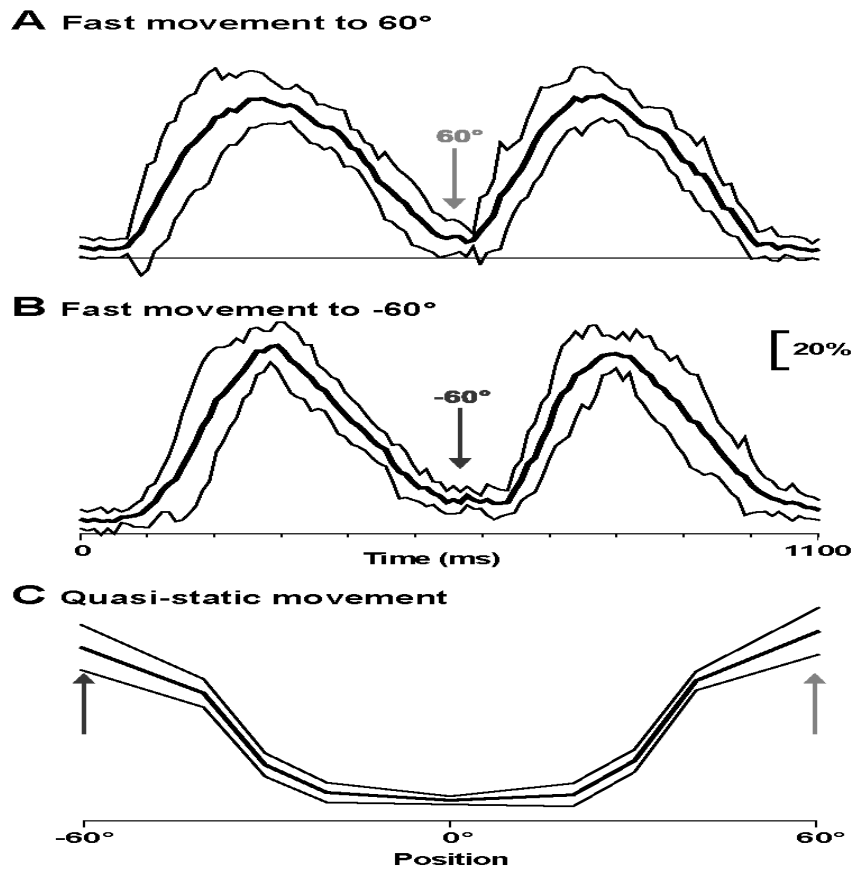 A Fast movement to 60°
60°
B Fast movement to -60°
20%
-60°
0 1100
Time (ms)
C Quasi-static movement
-60° 0° 60°
Position